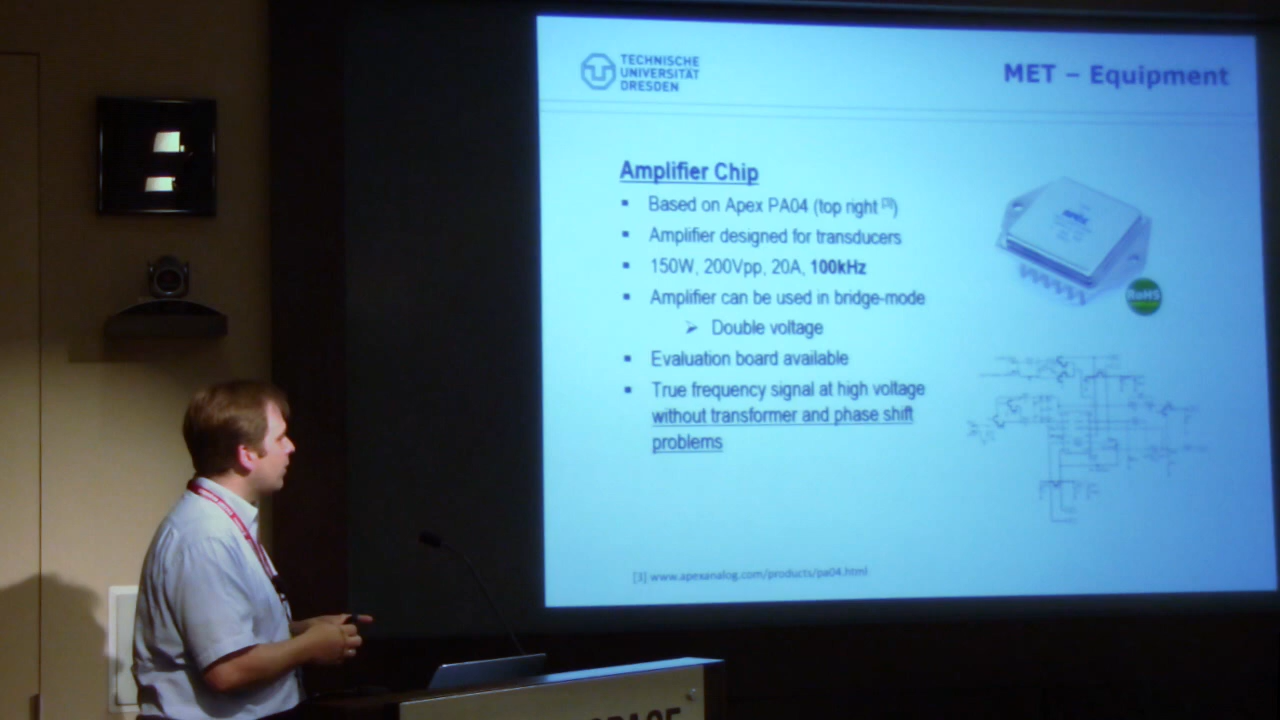 TECHNISCHE
UNIVERSITÄT
DRESDEN
MET – Equipment
Amplifier Chip
▪ Based on Apex PA04 (top right [3])
▪ Amplifier designed for transducers
▪ 150W, 200Vpp, 20A, 100kHz
▪ Amplifier can be used in bridge-mode
➢ Double voltage
▪ Evaluation board available
▪ True frequency signal at high voltage
without transformer and phase shift
problems
APEX
RoHS
[3] www.apexanalog.com/products/pa04.html